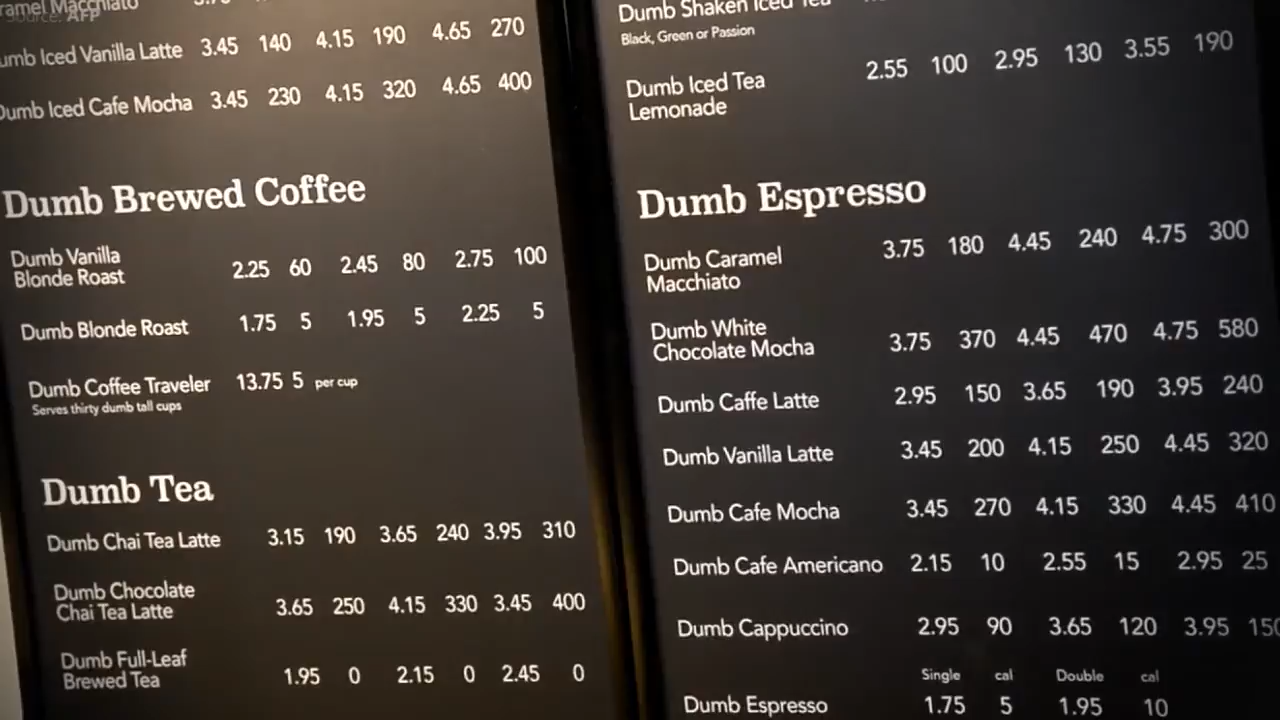 Source: AFP
Caramel Macchiato
Dumb Iced Vanilla Latte 3.45 140 4.15 190 4.65 270
Dumb Iced Cafe Mocha 3.45 230 4.15 320 4.65 400
Dumb Brewed Coffee
Dumb Vanilla
Blonde Roast 2.25 60 2.45 80 2.75 100
Dumb Blonde Roast 1.75 5 1.95 5 2.25 5
Dumb Coffee Traveler 13.75 5 per cup
Serves thirty dumb tall cups
Dumb Tea
Dumb Chai Tea Latte 3.15 190 3.65 240 3.95 310
Dumb Chocolate
Chai Tea Latte 3.65 250 4.15 330 3.45 400
Dumb Full-Leaf
Brewed Tea 1.95 0 2.15 0 2.45 0
Dumb Shaken Iced Tea
Black, Green or Passion
Dumb Iced Tea 2.55 100 2.95 130 3.55 190
Lemonade
Dumb Espresso
Dumb Caramel 3.75 180 4.45 240 4.75 300
Macchiato
Dumb White
Chocolate Mocha 3.75 370 4.45 470 4.75 580
Dumb Caffe Latte 2.95 150 3.65 190 3.95 240
Dumb Vanilla Latte 3.45 200 4.15 250 4.45 320
Dumb Cafe Mocha 3.45 270 4.15 330 4.45 410
Dumb Cafe Americano 2.15 10 2.55 15 2.95 25
Dumb Cappuccino 2.95 90 3.65 120 3.95 150
Single cal Double cal
Dumb Espresso 1.75 5 1.95 10